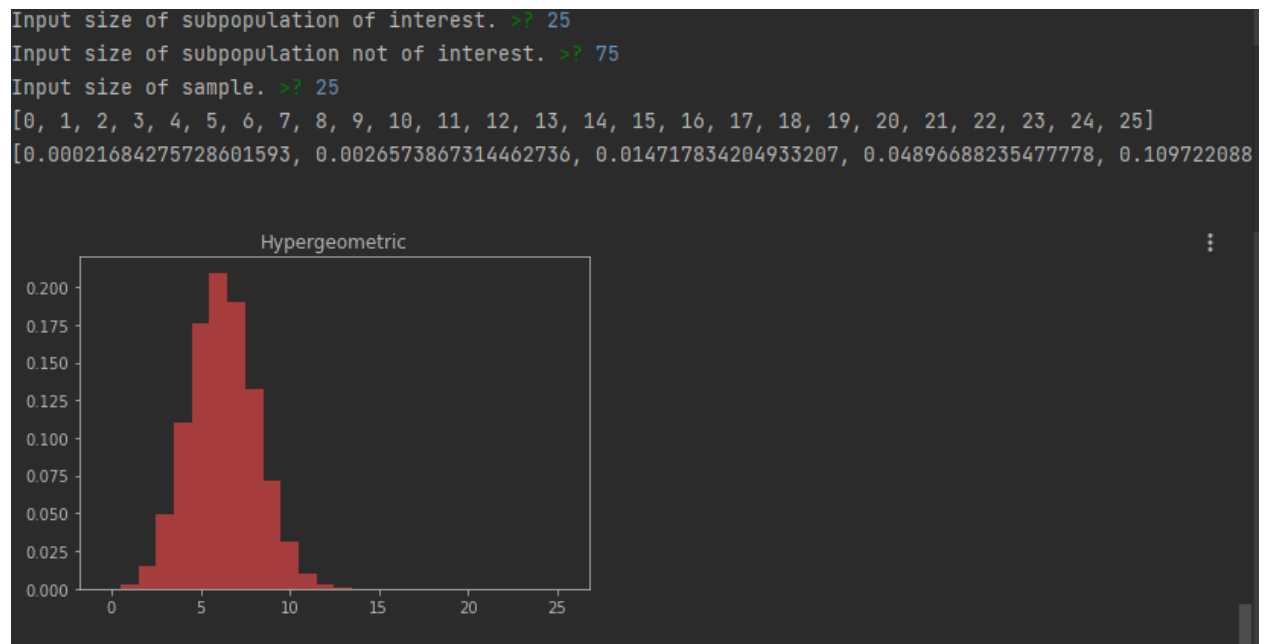 Input size of subpopulation of interest. >? 25
Input size of subpopulation not of interest. >? 75
Input size of sample. >? 25
[0, 1, 2, 3, 4, 5, 6, 7, 8, 9, 10, 11, 12, 13, 14, 15, 16, 17, 18, 19, 20, 21, 22, 23, 24, 25]
[0.00021684275728601593, 0.0026573867314462736, 0.014717834204933207, 0.04896688235477778, 0.109722088
Hypergeometric
0.200
0.175
0.150
0.125
0.100
0.075
0.050
0.025
0.000
0 5 10 15 20 25